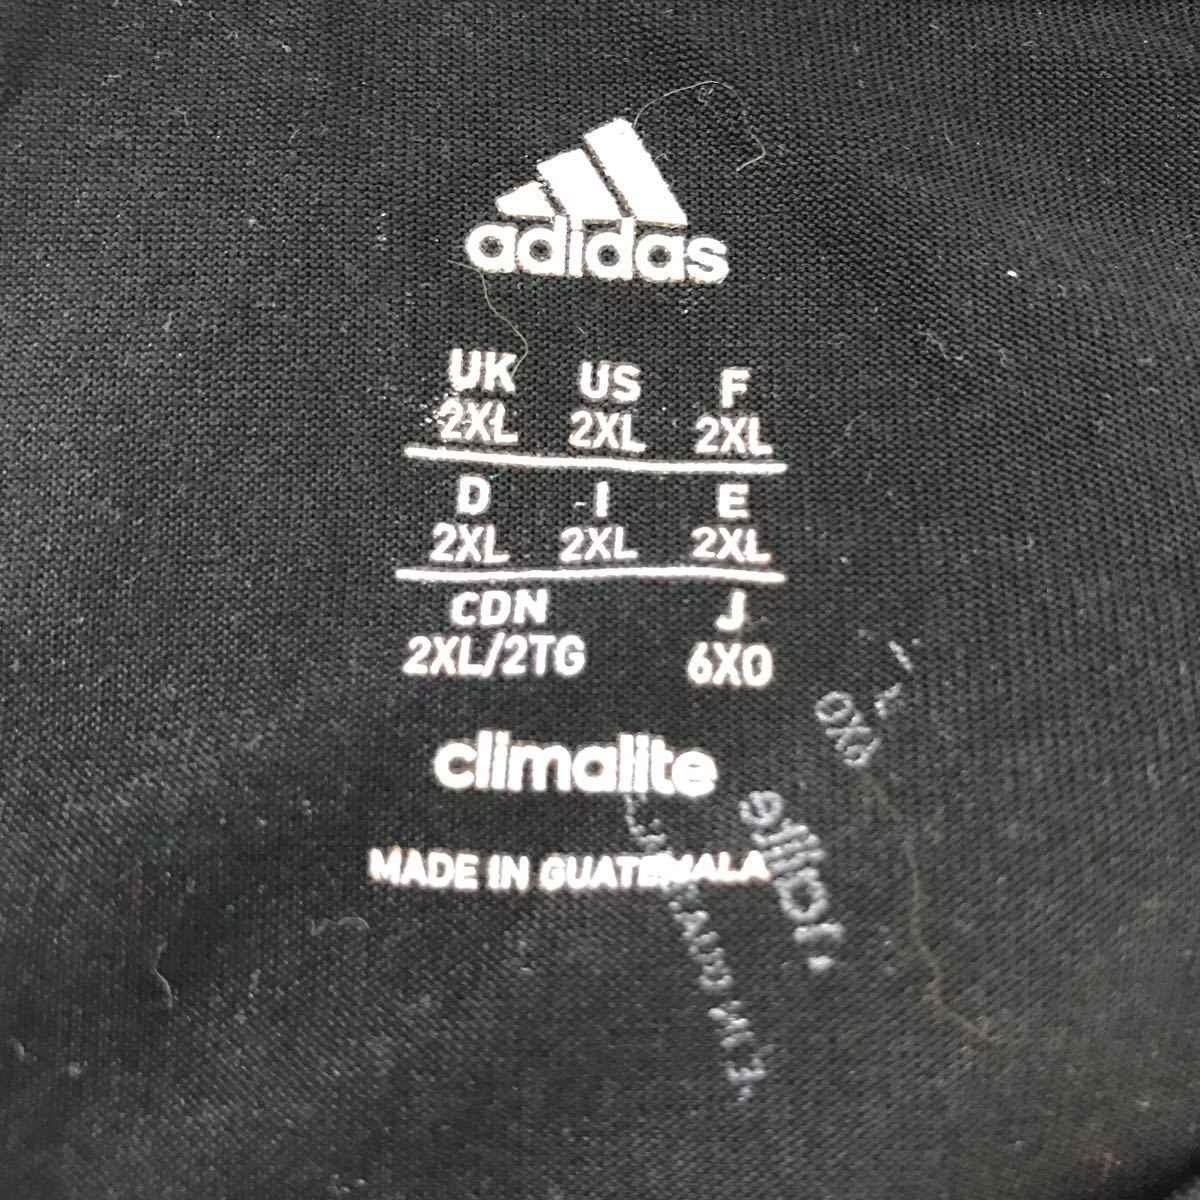 adidas
UK US F
2XL 2XL 2XL
D I E
2XL 2XL 2XL
CDN J
2XL/2TG 6XO
climalite
MADE IN GUATEMALA